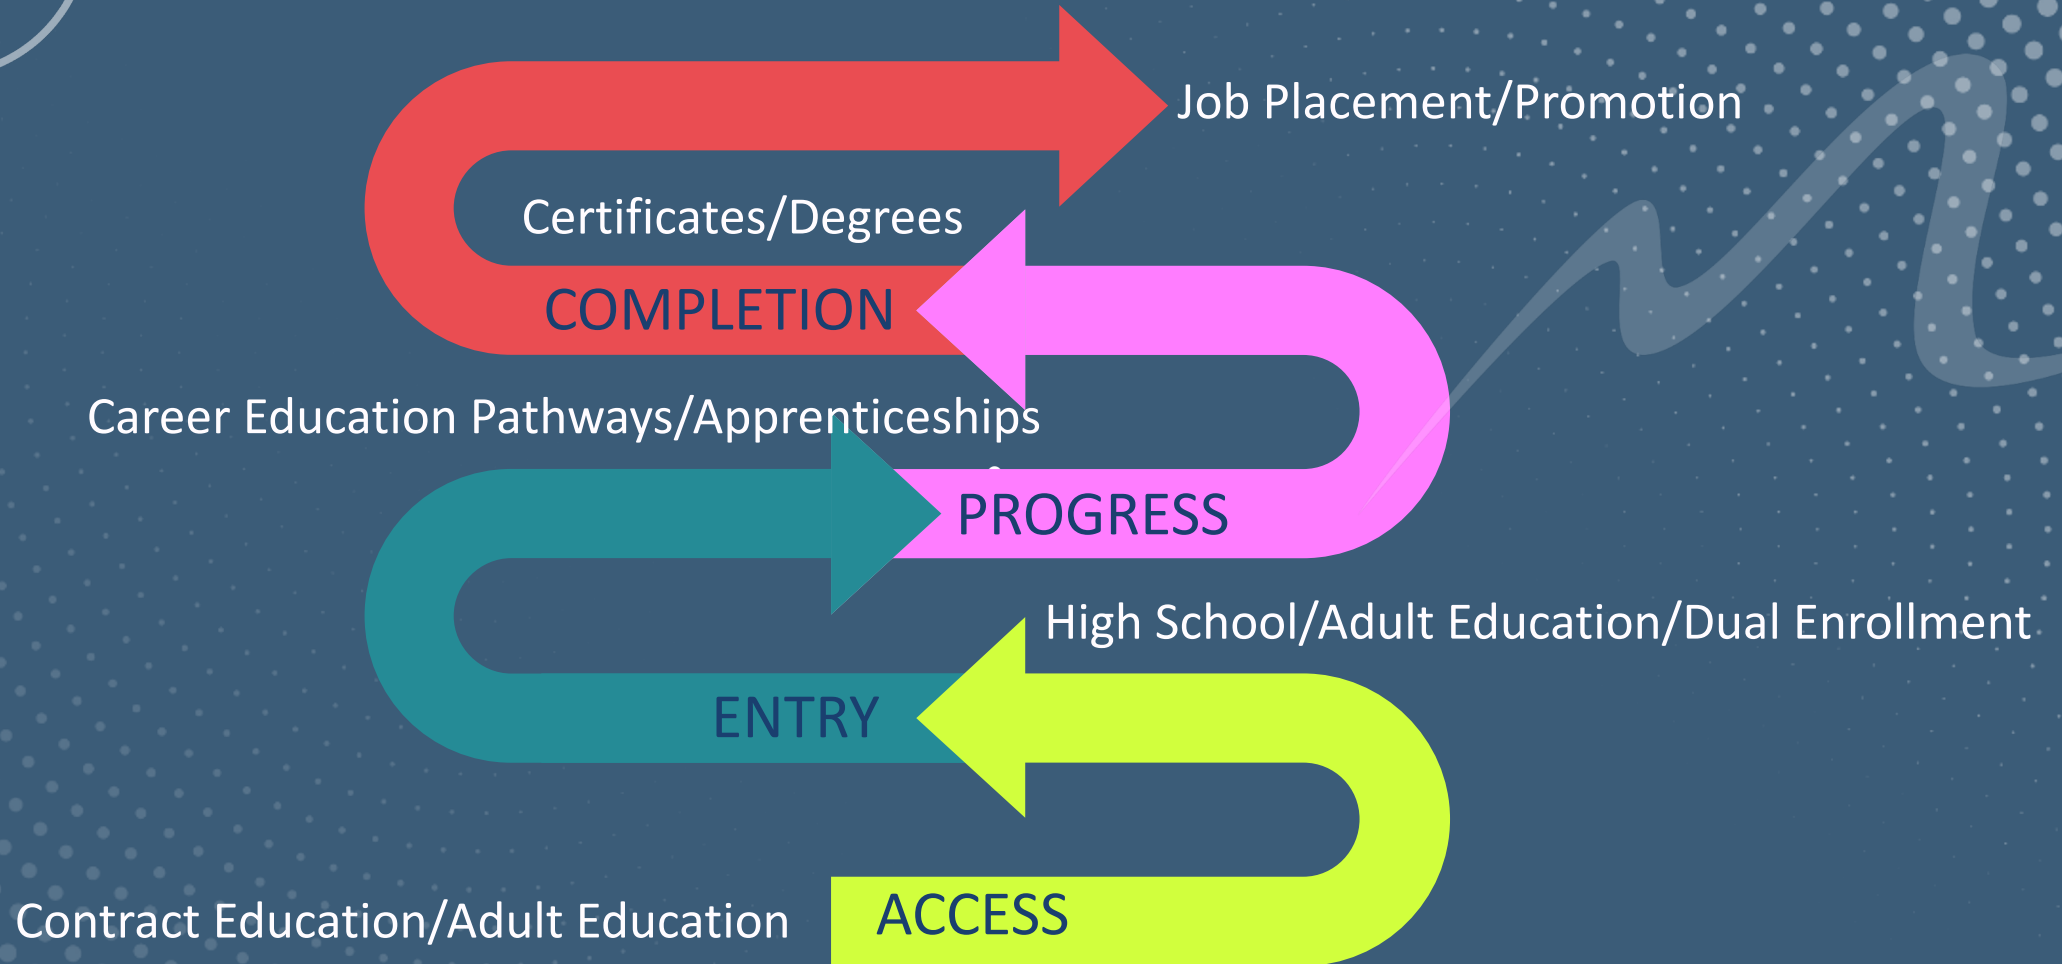 Job Placement/Promotion
Certificates/Degrees
COMPLETION
Career Education Pathways/Apprenticeships
PROGRESS
High School/Adult Education/Dual Enrollment
ENTRY
Contract Education/Adult Education
ACCESS